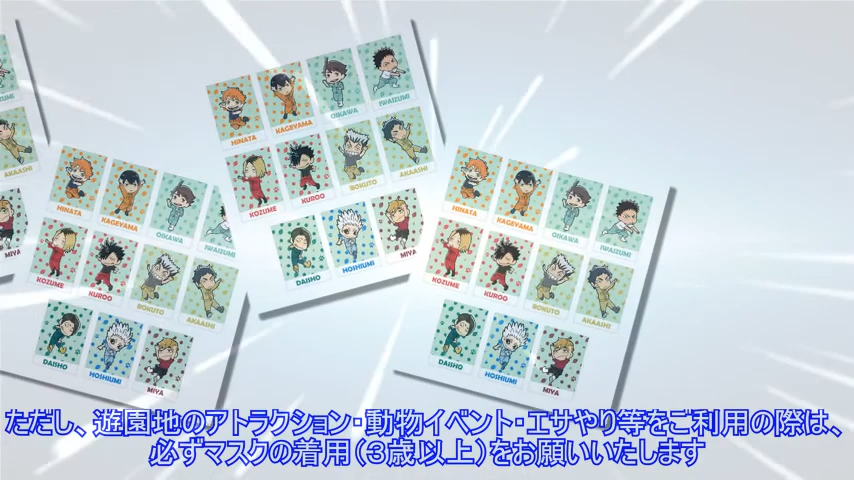 IZUMI
AKAASHI
MIYA
HINATA
KAGEYAMA
OIKAWA
IWAIZUMI
KOZUME
KUROO
BOKUTO
AKAASHI
DAISHO
HOSHIUMI
MIYA
HINATA
KAGEYAMA
OIKAWA
IWAIZUMI
KOZUME
KUROO
BOKUTO
AKAASHI
DAISHO
HOSHIUMI
MIYA
HINATA
KAGEYAMA
OIKAWA
IWAIZUMI
KOZUME
KUROO
BOKUTO
AKAASHI
DAISHO
HOSHIUMI
MIYA
ただし、遊園地のアトラクション・動物イベント・エサやり等をご利用の際は、
必ずマスクの着用（３歳以上）をお願いいたします